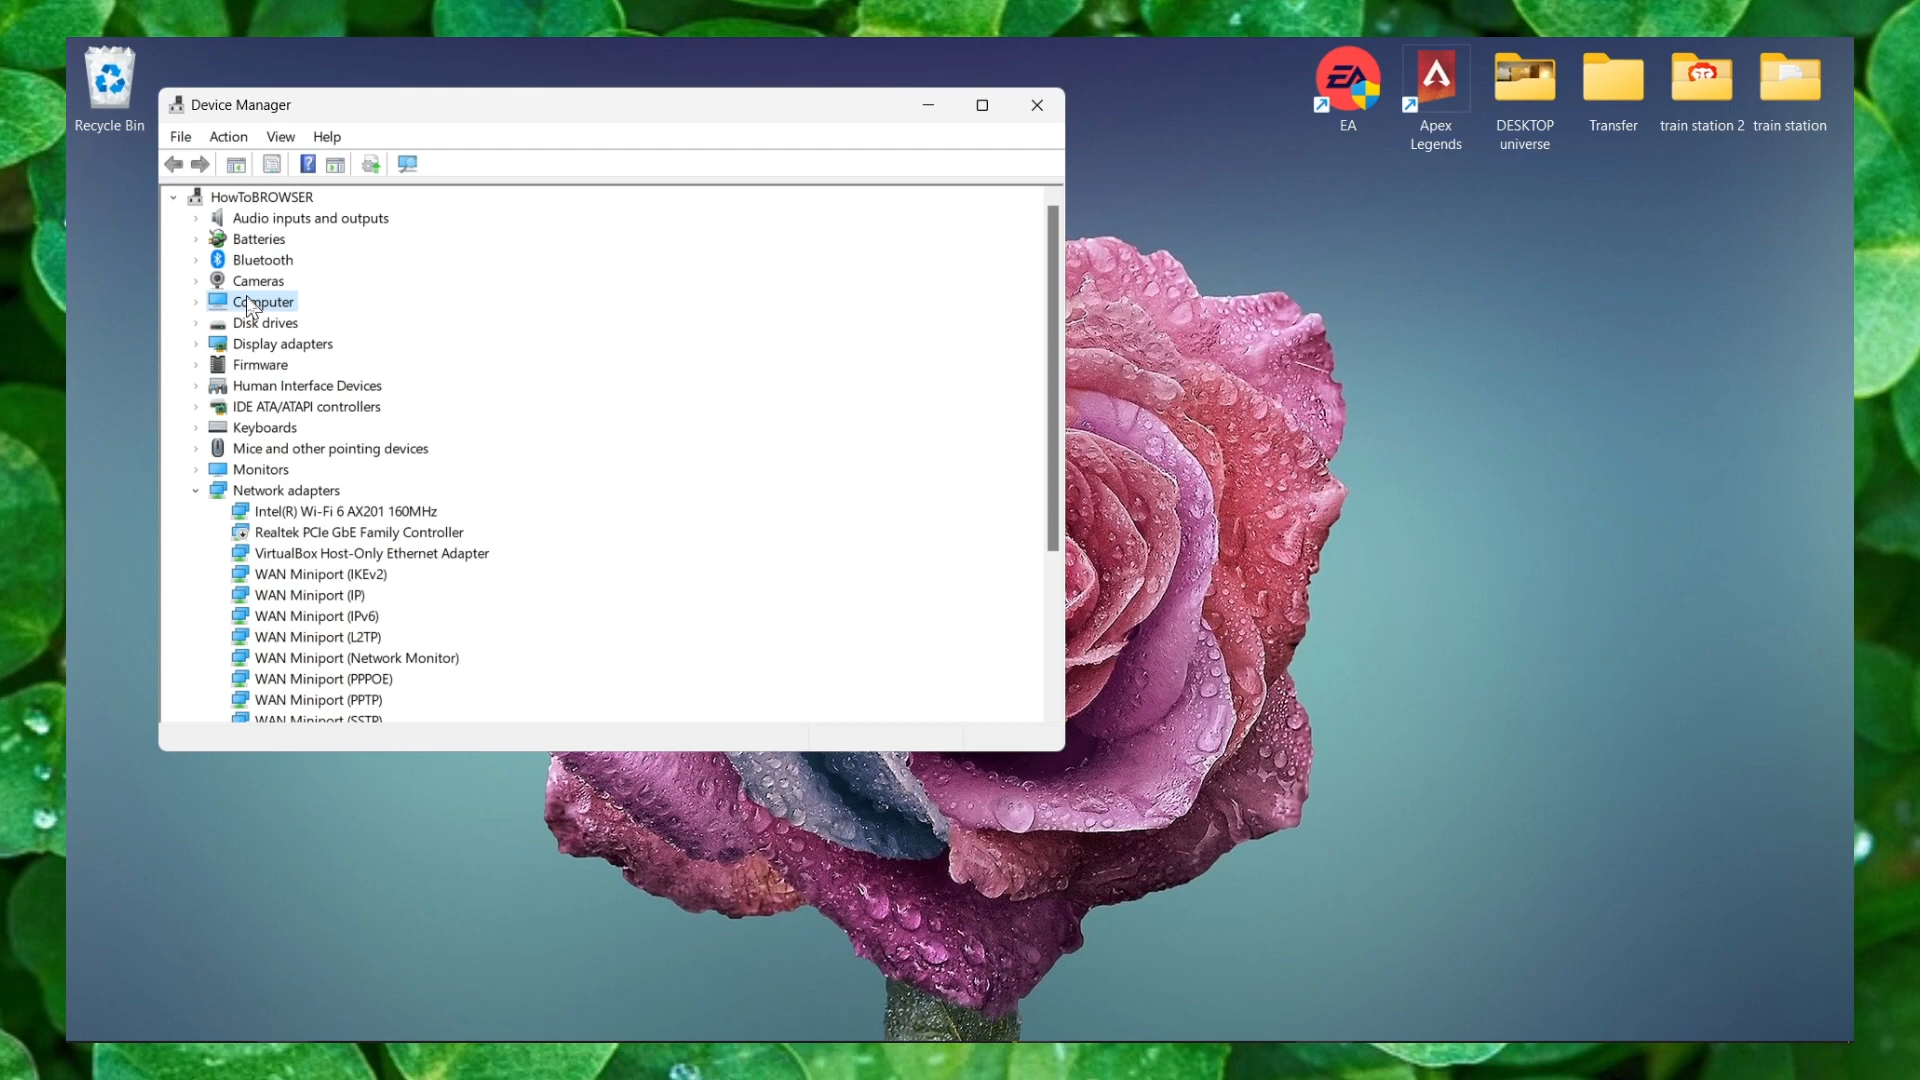 Recycle Bin
EA
Apex
Legends
DESKTOP
universe
Transfer
train station 2
train station
Device Manager
File Action View Help
HowToBROWSER
Audio inputs and outputs
Batteries
Bluetooth
Cameras
Computer
Disk drives
Display adapters
Firmware
Human Interface Devices
IDE ATA/ATAPI controllers
Keyboards
Mice and other pointing devices
Monitors
Network adapters
Intel(R) Wi-Fi 6 AX201 160MHz
Realtek PCIe GbE Family Controller
VirtualBox Host-Only Ethernet Adapter
WAN Miniport (IKEv2)
WAN Miniport (IP)
WAN Miniport (IPv6)
WAN Miniport (L2TP)
WAN Miniport (Network Monitor)
WAN Miniport (PPPOE)
WAN Miniport (PPTP)
WAN Miniport (SSTP)